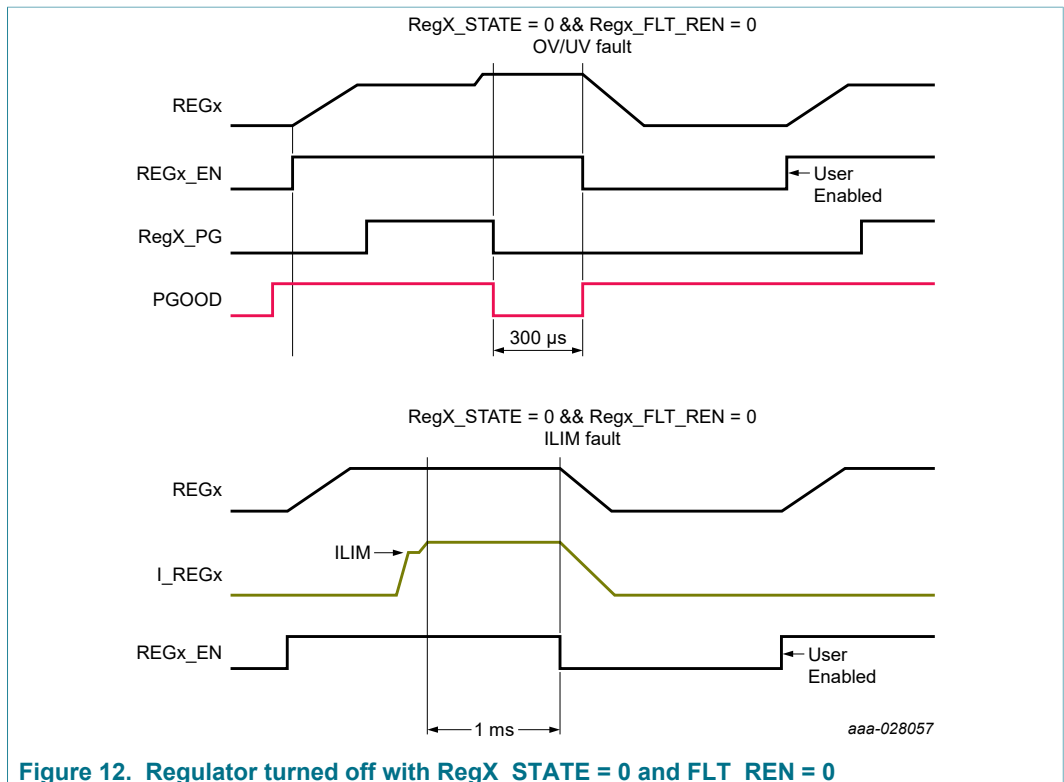 RegX_STATE = 0 && Regx_FLT_REN = 0
OV/UV fault
REGx
REGx_EN
User
Enabled
RegX_PG
PGOOD
300 µs
RegX_STATE = 0 && Regx_FLT_REN = 0
ILIM fault
REGx
ILIM
I_REGx
REGx_EN
User
Enabled
1 ms
aaa-028057
Figure 12. Regulator turned off with RegX_STATE = 0 and FLT_REN = 0